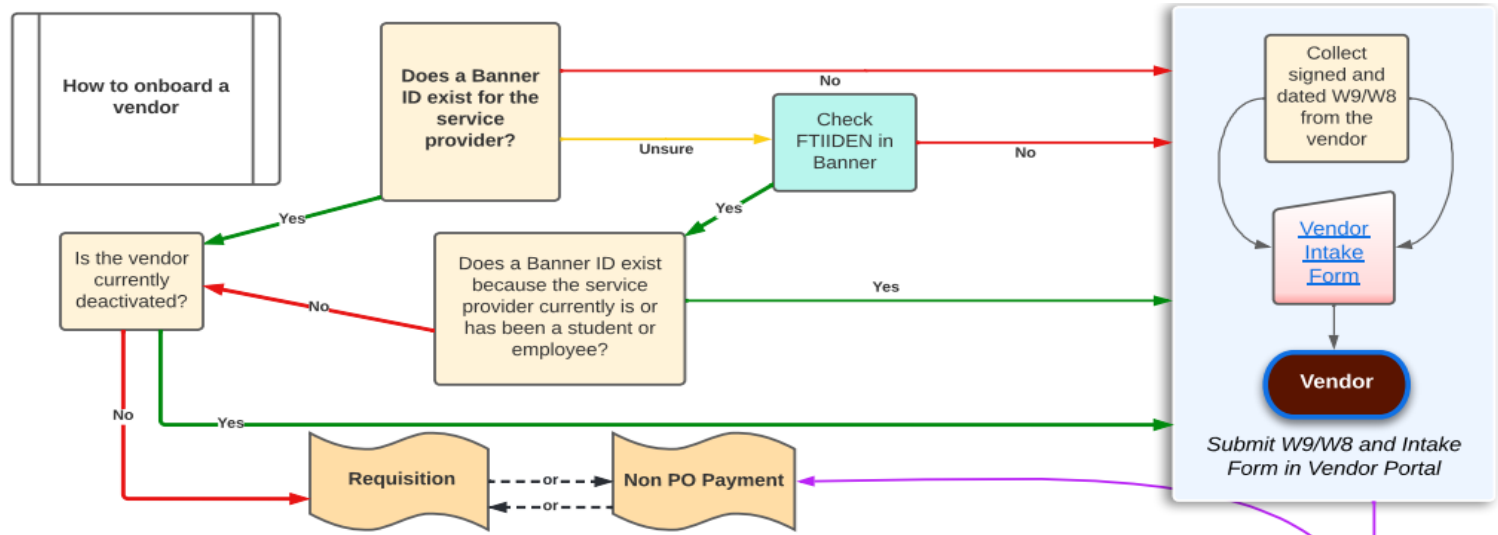 How to onboard a
vendor
Does a Banner
ID exist for the
service
provider?
No
Unsure
Check
FTIIDEN in
Banner
No
Yes
Yes
Is the vendor
currently
deactivated?
Does a Banner ID exist
because the service
provider currently is or
has been a student or
employee?
No
Yes
No
Yes
Requisition
or
or
Non PO Payment
Collect
signed and
dated W9/W8
from the
vendor
Vendor
Intake
Form
Vendor
Submit W9/W8 and Intake
Form in Vendor Portal